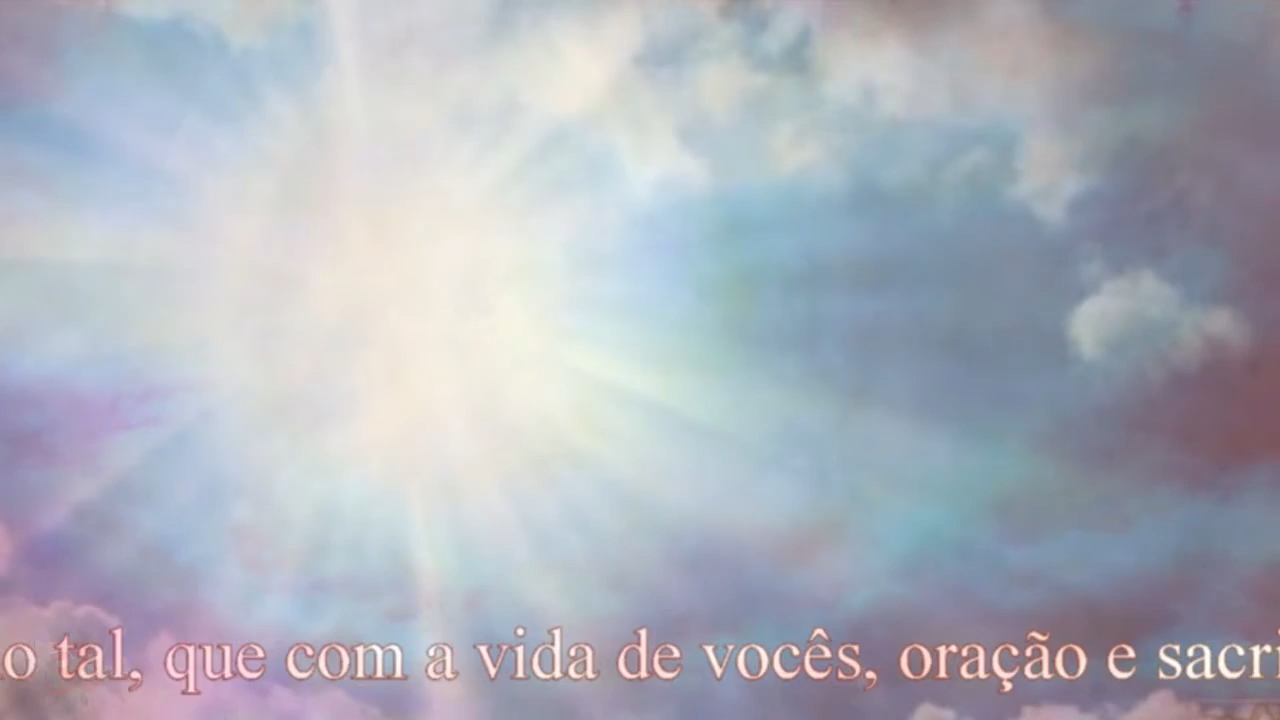 o tal, que com a vida de vocês, oração e sacri